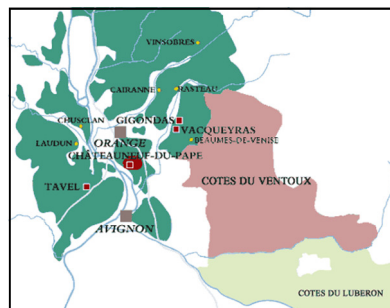 VINSOBRES
CAIRANNE
RASTEAU
CHUSCLAN
GIGONDAS
ORANGE
VACQUEYRAS
LAUDUN
BEAUMES-DE-VENISE
CHÂTEAUNEUF-DU-PAPE
COTES DU VENTOUX
TAVEL
AVIGNON
COTES DU LUBERON